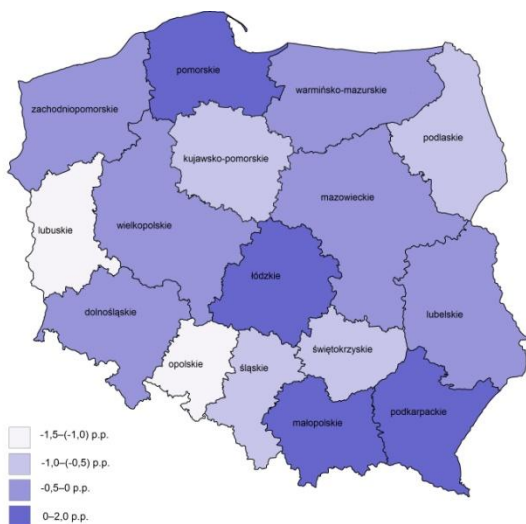 pomorskie
warmińsko-mazurskie
zachodniopomorskie
podlaskie
kujawsko-pomorskie
mazowieckie
wielkopolskie
lubuskie
łódzkie
dolnośląskie
lubelskie
świętokrzyskie
opolskie
śląskie
podkarpackie
małopolskie
-1,5–(-1,0) p.p.
-1,0–(-0,5) p.p.
-0,5–0 p.p.
0–2,0 p.p.